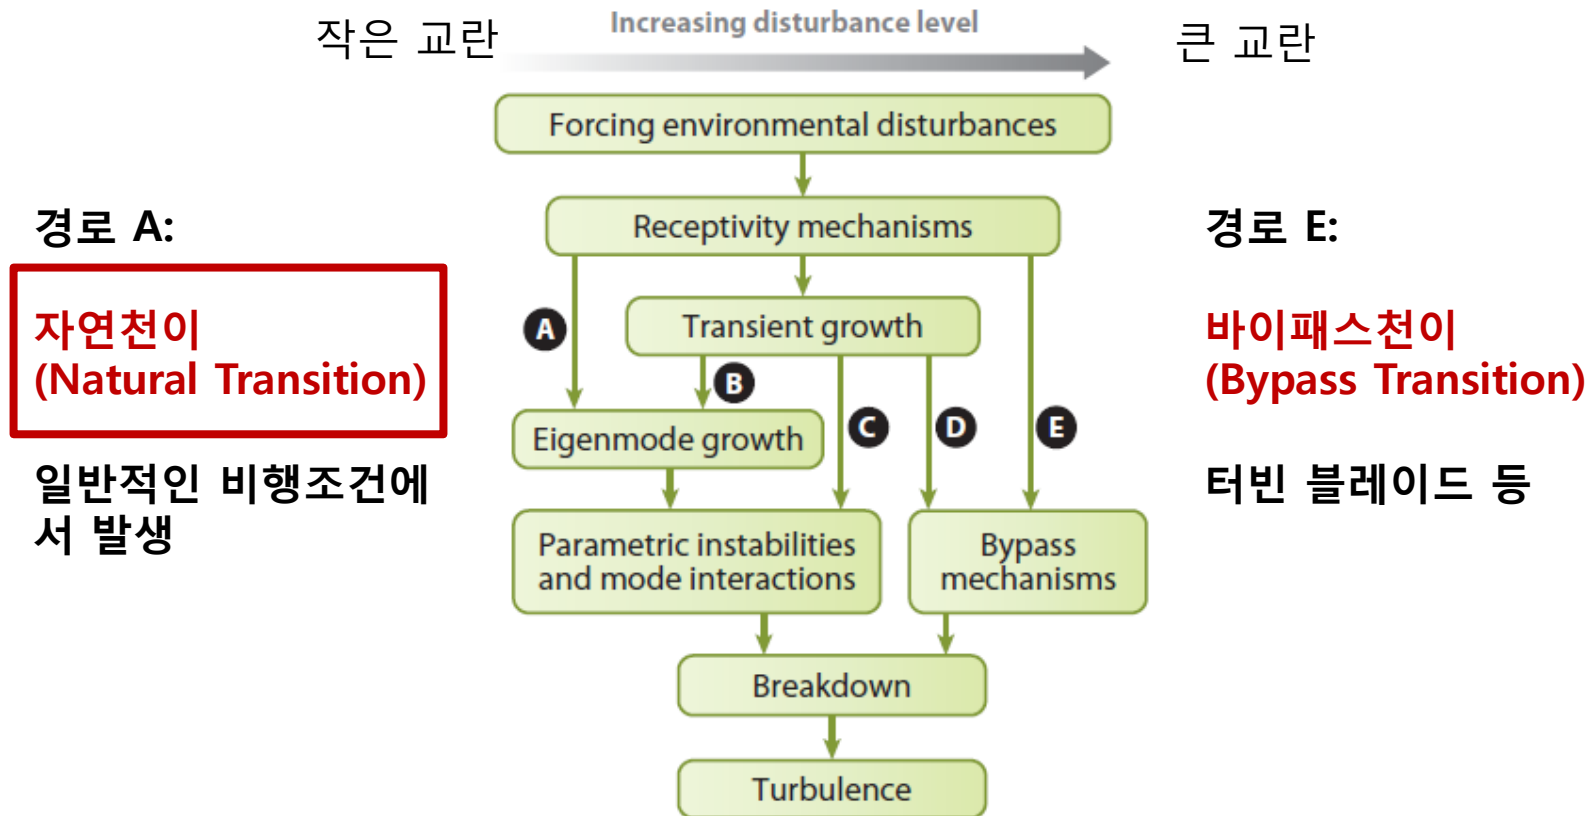 작은 교란
Increasing disturbance level
큰 교란
Forcing environmental disturbances
Receptivity mechanisms
경로 A:
자연천이
(Natural Transition)
일반적인 비행조건에
서 발생
A
Transient growth
B
Eigenmode growth
C
D
E
Parametric instabilities
and mode interactions
Bypass
mechanisms
Breakdown
Turbulence
경로 E:
바이패스천이
(Bypass Transition)
터빈 블레이드 등